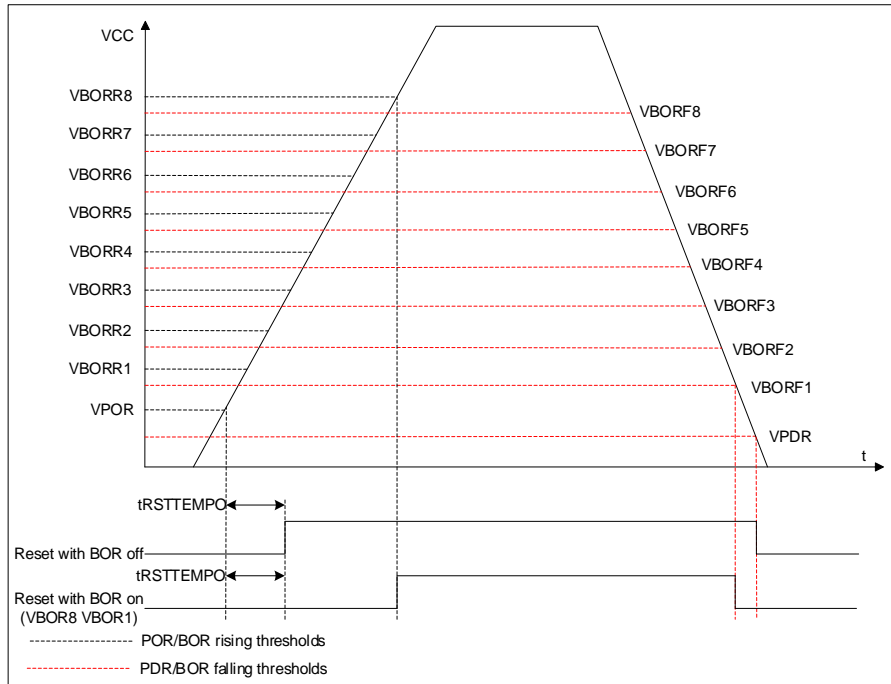 VCC
VBORR8
VBORF8
VBORR7
VBORF7
VBORR6
VBORF6
VBORR5
VBORF5
VBORR4
VBORF4
VBORR3
VBORF3
VBORR2
VBORF2
VBORR1
VBORF1
VPOR
VPDR
t
tRSTTEMPO
Reset with BOR off
tRSTTEMPO
Reset with BOR on
(VBOR8 VBOR1)
POR/BOR rising thresholds
PDR/BOR falling thresholds